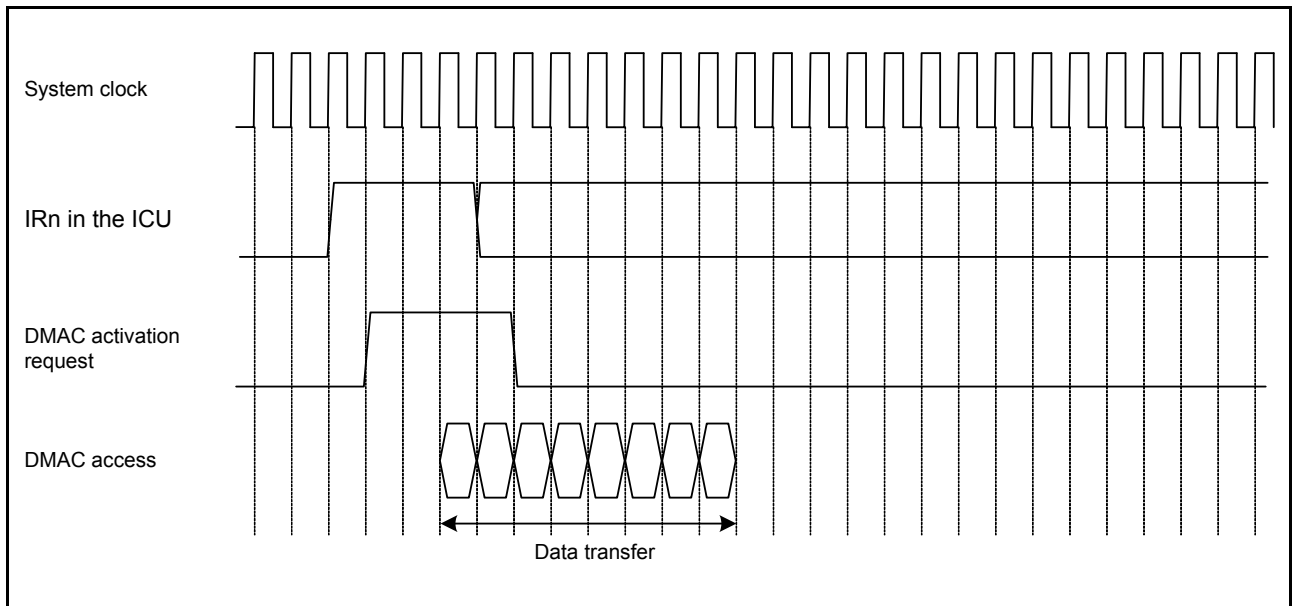 System clock
IRn in the ICU
DMAC activation
request
DMAC access
Data transfer